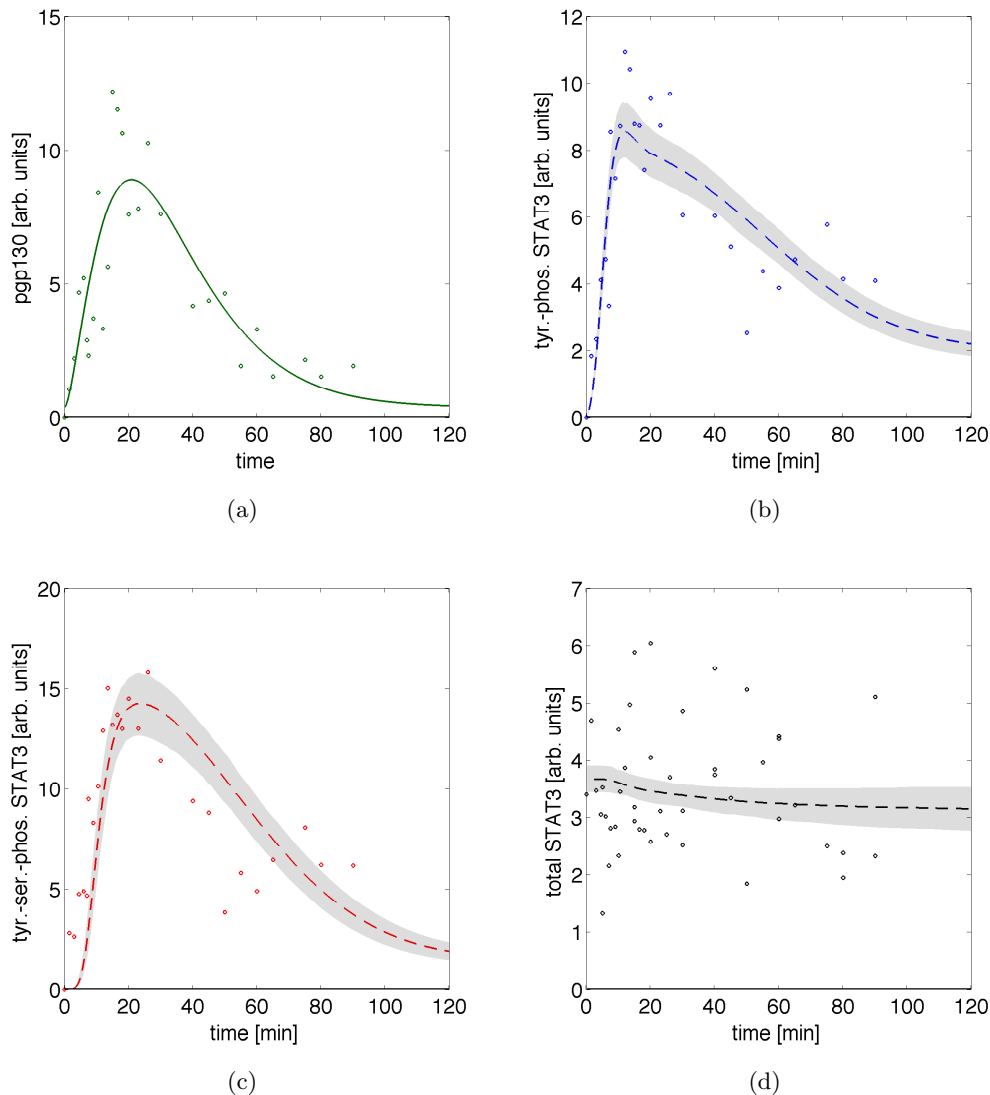 15
10
5
0
pgp130 [arb. units]
0 20 40 60 80 100 120
time
(a)
12
10
8
6
4
2
0
tyr.-phos. STAT3 [arb. units]
0 20 40 60 80 100 120
time [min]
(b)
20
15
10
5
0
tyr.-ser.-phos. STAT3 [arb. units]
0 20 40 60 80 100 120
time [min]
(c)
7
6
5
4
3
2
1
0
total STAT3 [arb. units]
0 20 40 60 80 100 120
time [min]
(d)